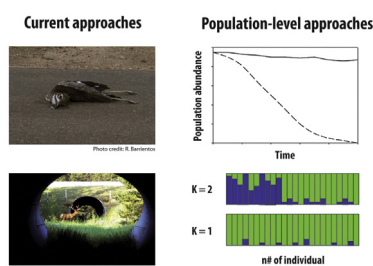 Current approaches
Population-level approaches
Population abundance
Time
Photo credit: R. Barrientos
K = 2
K = 1
n# of individual